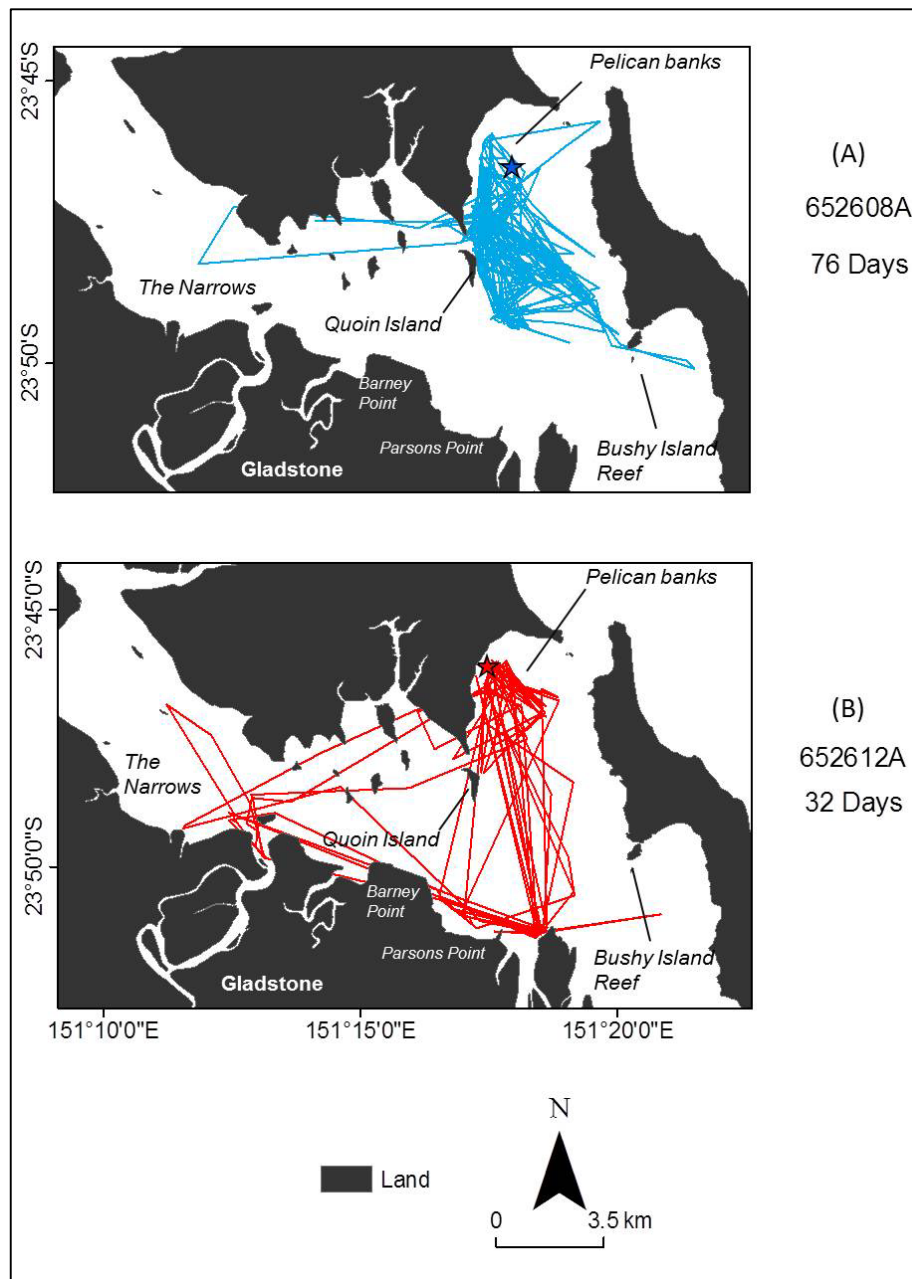 Pelican banks
23°45'S
(A)
652608A
76 Days
The Narrows
Quoin Island
23°50'S
Barney
Point
Parsons Point
Gladstone
Bushy Island
Reef
Pelican banks
23°45'0"S
(B)
652612A
32 Days
The
Narrows
Quoin Island
23°50'0"S
Barney
Point
Parsons Point
Gladstone
Bushy Island
Reef
151°10'0"E
151°15'0"E
151°20'0"E
N
Land
0 3.5 km